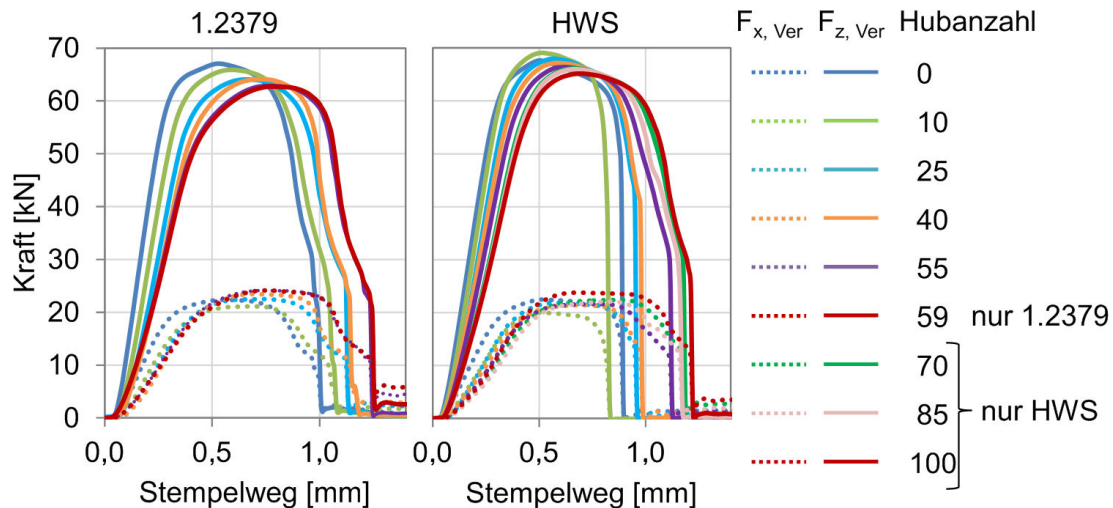 1.2379 HWS F x, Ver F z, Ver Hubanzahl
70
60
50
40
30
20
10
0
Kraft [kN]
0,0 0,5 1,0
Stempelweg [mm]
0,0 0,5 1,0
Stempelweg [mm]
0
10
25
40
55
59 nur 1.2379
70
85 nur HWS
100